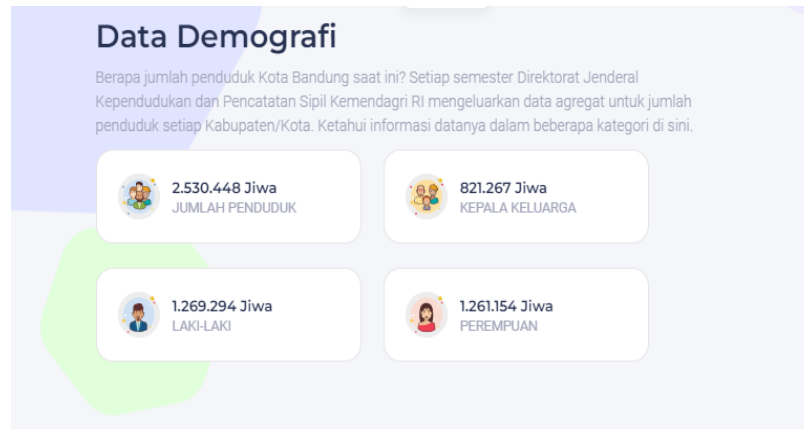 Data Demografi
Berapa jumlah penduduk Kota Bandung saat ini? Setiap semester Direktorat Jenderal
Kependudukan dan Pencatatan Sipil Kemendagri RI mengeluarkan data agregat untuk jumlah
penduduk setiap Kabupaten/Kota. Ketahui informasi datanya dalam beberapa kategori di sini.
2.530.448 Jiwa
JUMLAH PENDUDUK
821.267 Jiwa
KEPALA KELUARGA
1.269.294 Jiwa
LAKI-LAKI
1.261.154 Jiwa
PEREMPUAN